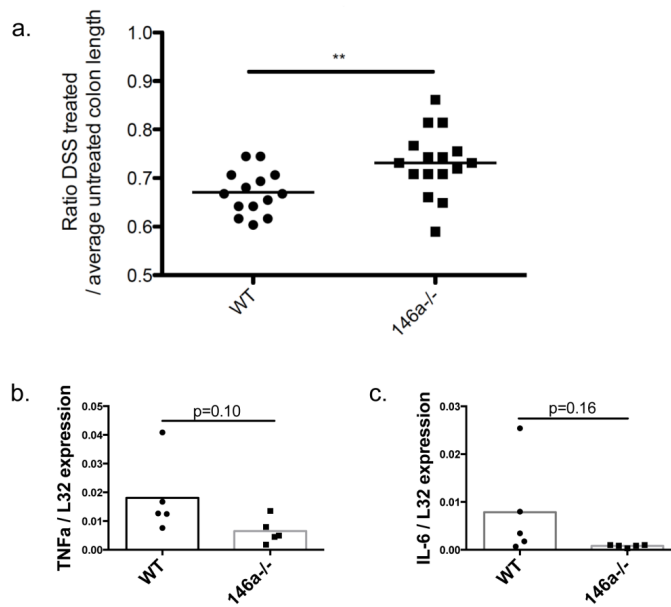 a.
**
Ratio DSS treated
/ average untreated colon length
1.0
0.9
0.8
0.7
0.6
0.5
WT
146a-/-
b.
p=0.10
TNFa / L32 expression
0.05
0.04
0.03
0.02
0.01
0.00
WT
146a-/-
c.
p=0.16
IL-6 / L32 expression
0.03
0.02
0.01
0.00
WT
146a-/-